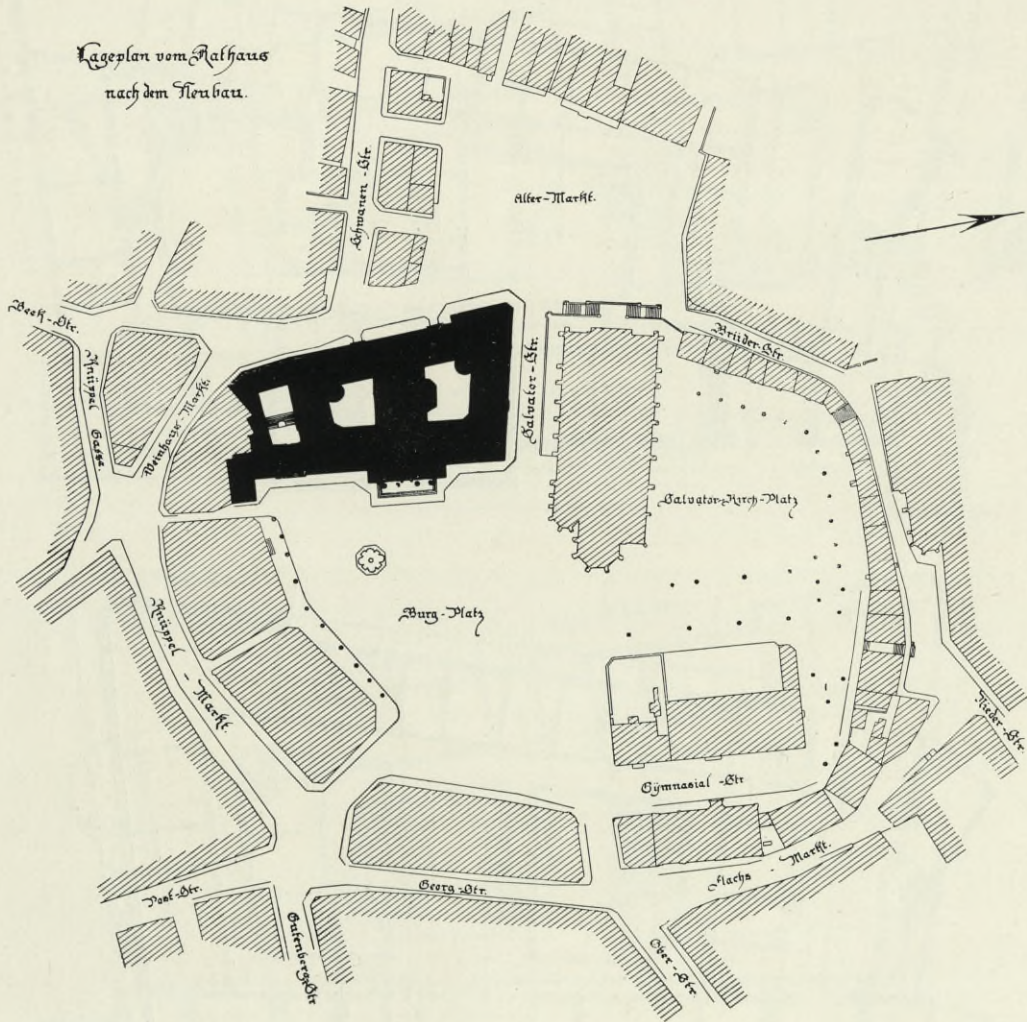 Lageplan vom Rathaus
nach dem Neubau.
Schwanen-Str.
Alter-Markt.
Beek-Str.
Knüppel Gasse.
Weinhaus-Markt.
Salvator-Str.
Brüder-Str.
Salvator-Kirch-Platz
Burg-Platz
Knüppel-Markt.
Nieder-Str.
Gymnasial-Str
Flachs-Markt.
Georg-Str.
Post-Str.
Gutenberg-Str
Ober-Str.